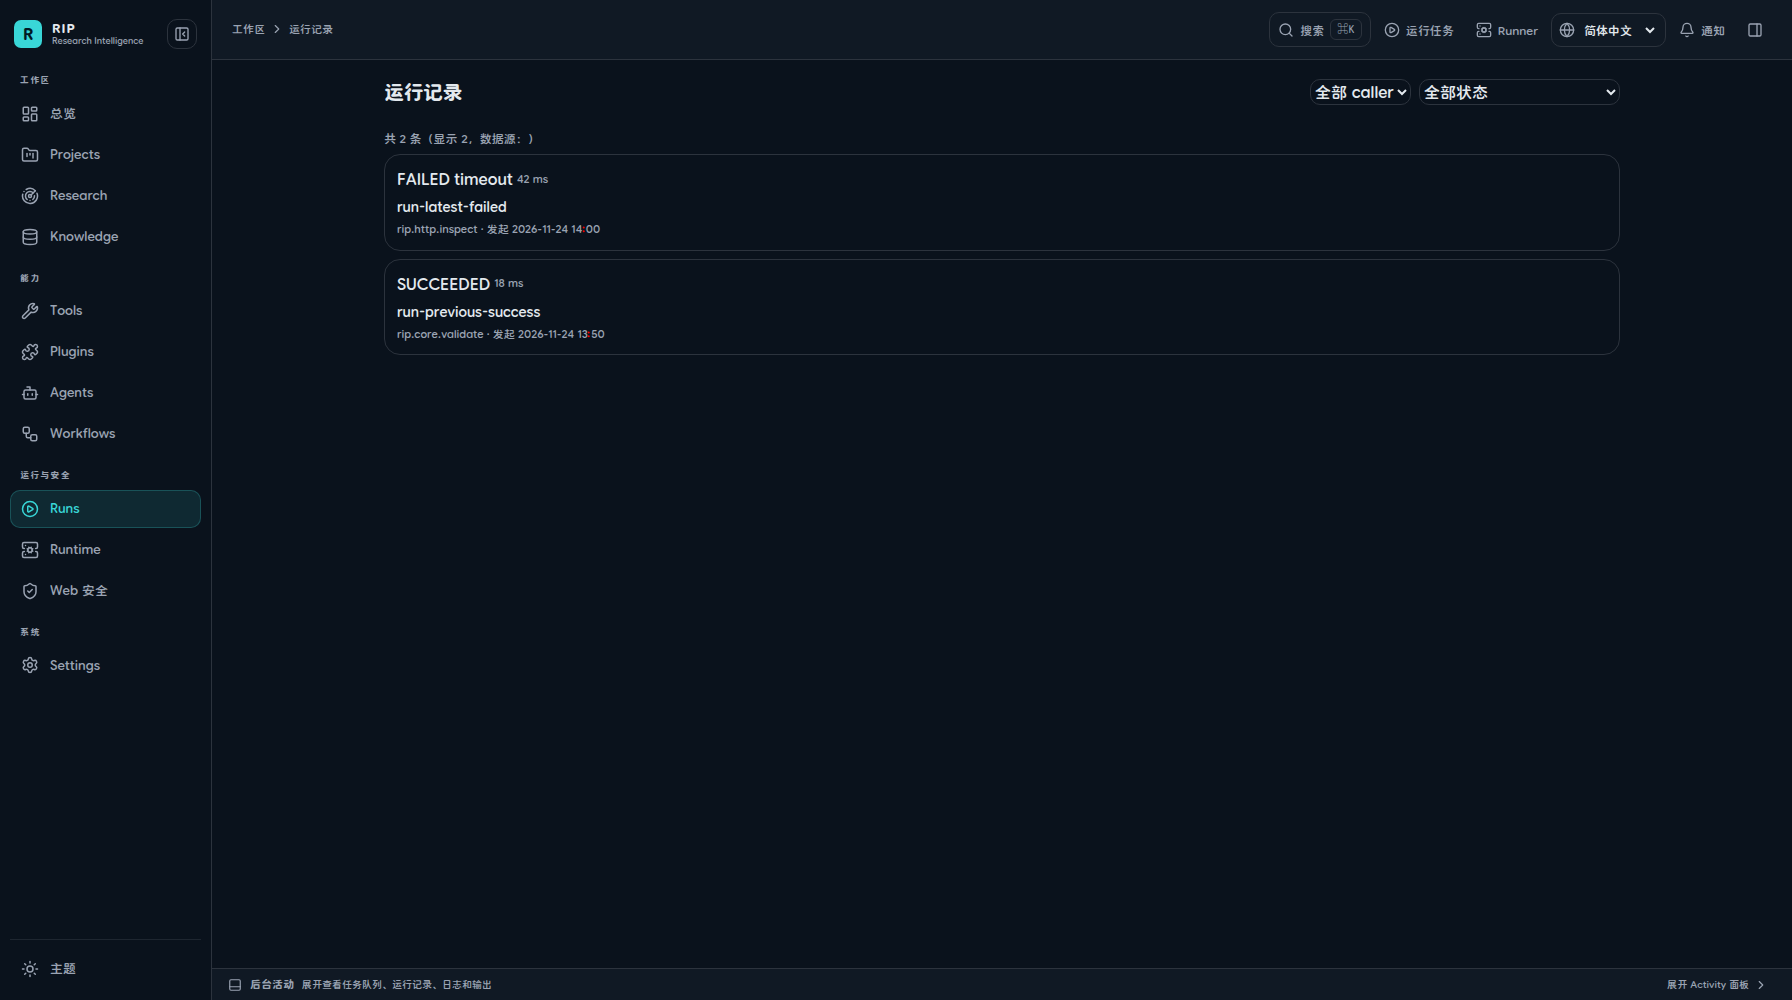 R
RIP
Research Intelligence
工作区
总览
Projects
Research
Knowledge
能力
Tools
Plugins
Agents
Workflows
运行与安全
Runs
Runtime
Web 安全
系统
Settings
主题
工作区 运行记录
搜索 ⌘K 运行任务 Runner 简体中文 通知
运行记录
全部 caller 全部状态
共 2 条（显示 2，数据源：）
FAILED timeout 42 ms
run-latest-failed
rip.http.inspect · 发起 2026-11-24 14:00
SUCCEEDED 18 ms
run-previous-success
rip.core.validate · 发起 2026-11-24 13:50
后台活动 展开查看任务队列、运行记录、日志和输出
展开 Activity 面板